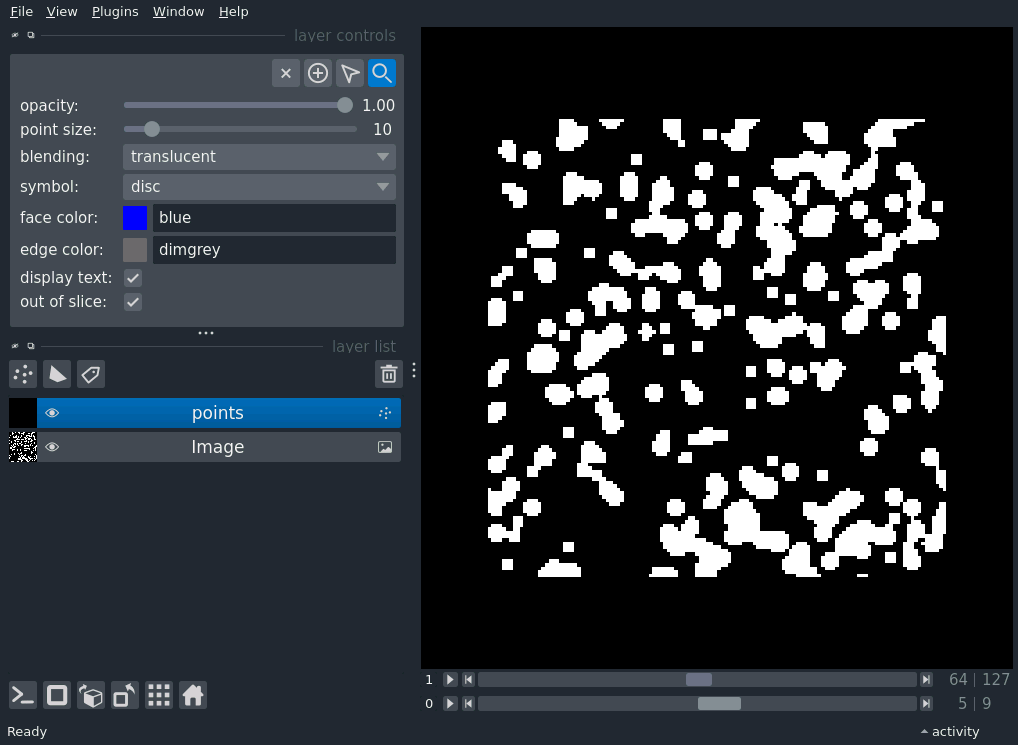 File View Plugins Window Help
layer controls
opacity: 1.00
point size: 10
blending: translucent
symbol: disc
face color: blue
edge color: dimgrey
display text:
out of slice:
layer list
points
Image
1 64 | 127
0 5 | 9
Ready activity